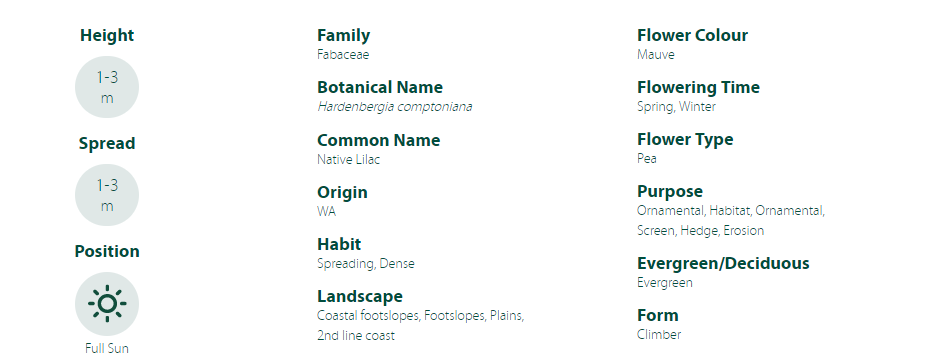 Height
1-3
m
Spread
1-3
m
Position
Full Sun
Family
Fabaceae
Botanical Name
Hardenbergia comptoniana
Common Name
Native Lilac
Origin
WA
Habit
Spreading, Dense
Landscape
Coastal footslopes, Footslopes, Plains,
2nd line coast
Flower Colour
Mauve
Flowering Time
Spring, Winter
Flower Type
Pea
Purpose
Ornamental, Habitat, Ornamental,
Screen, Hedge, Erosion
Evergreen/Deciduous
Evergreen
Form
Climber